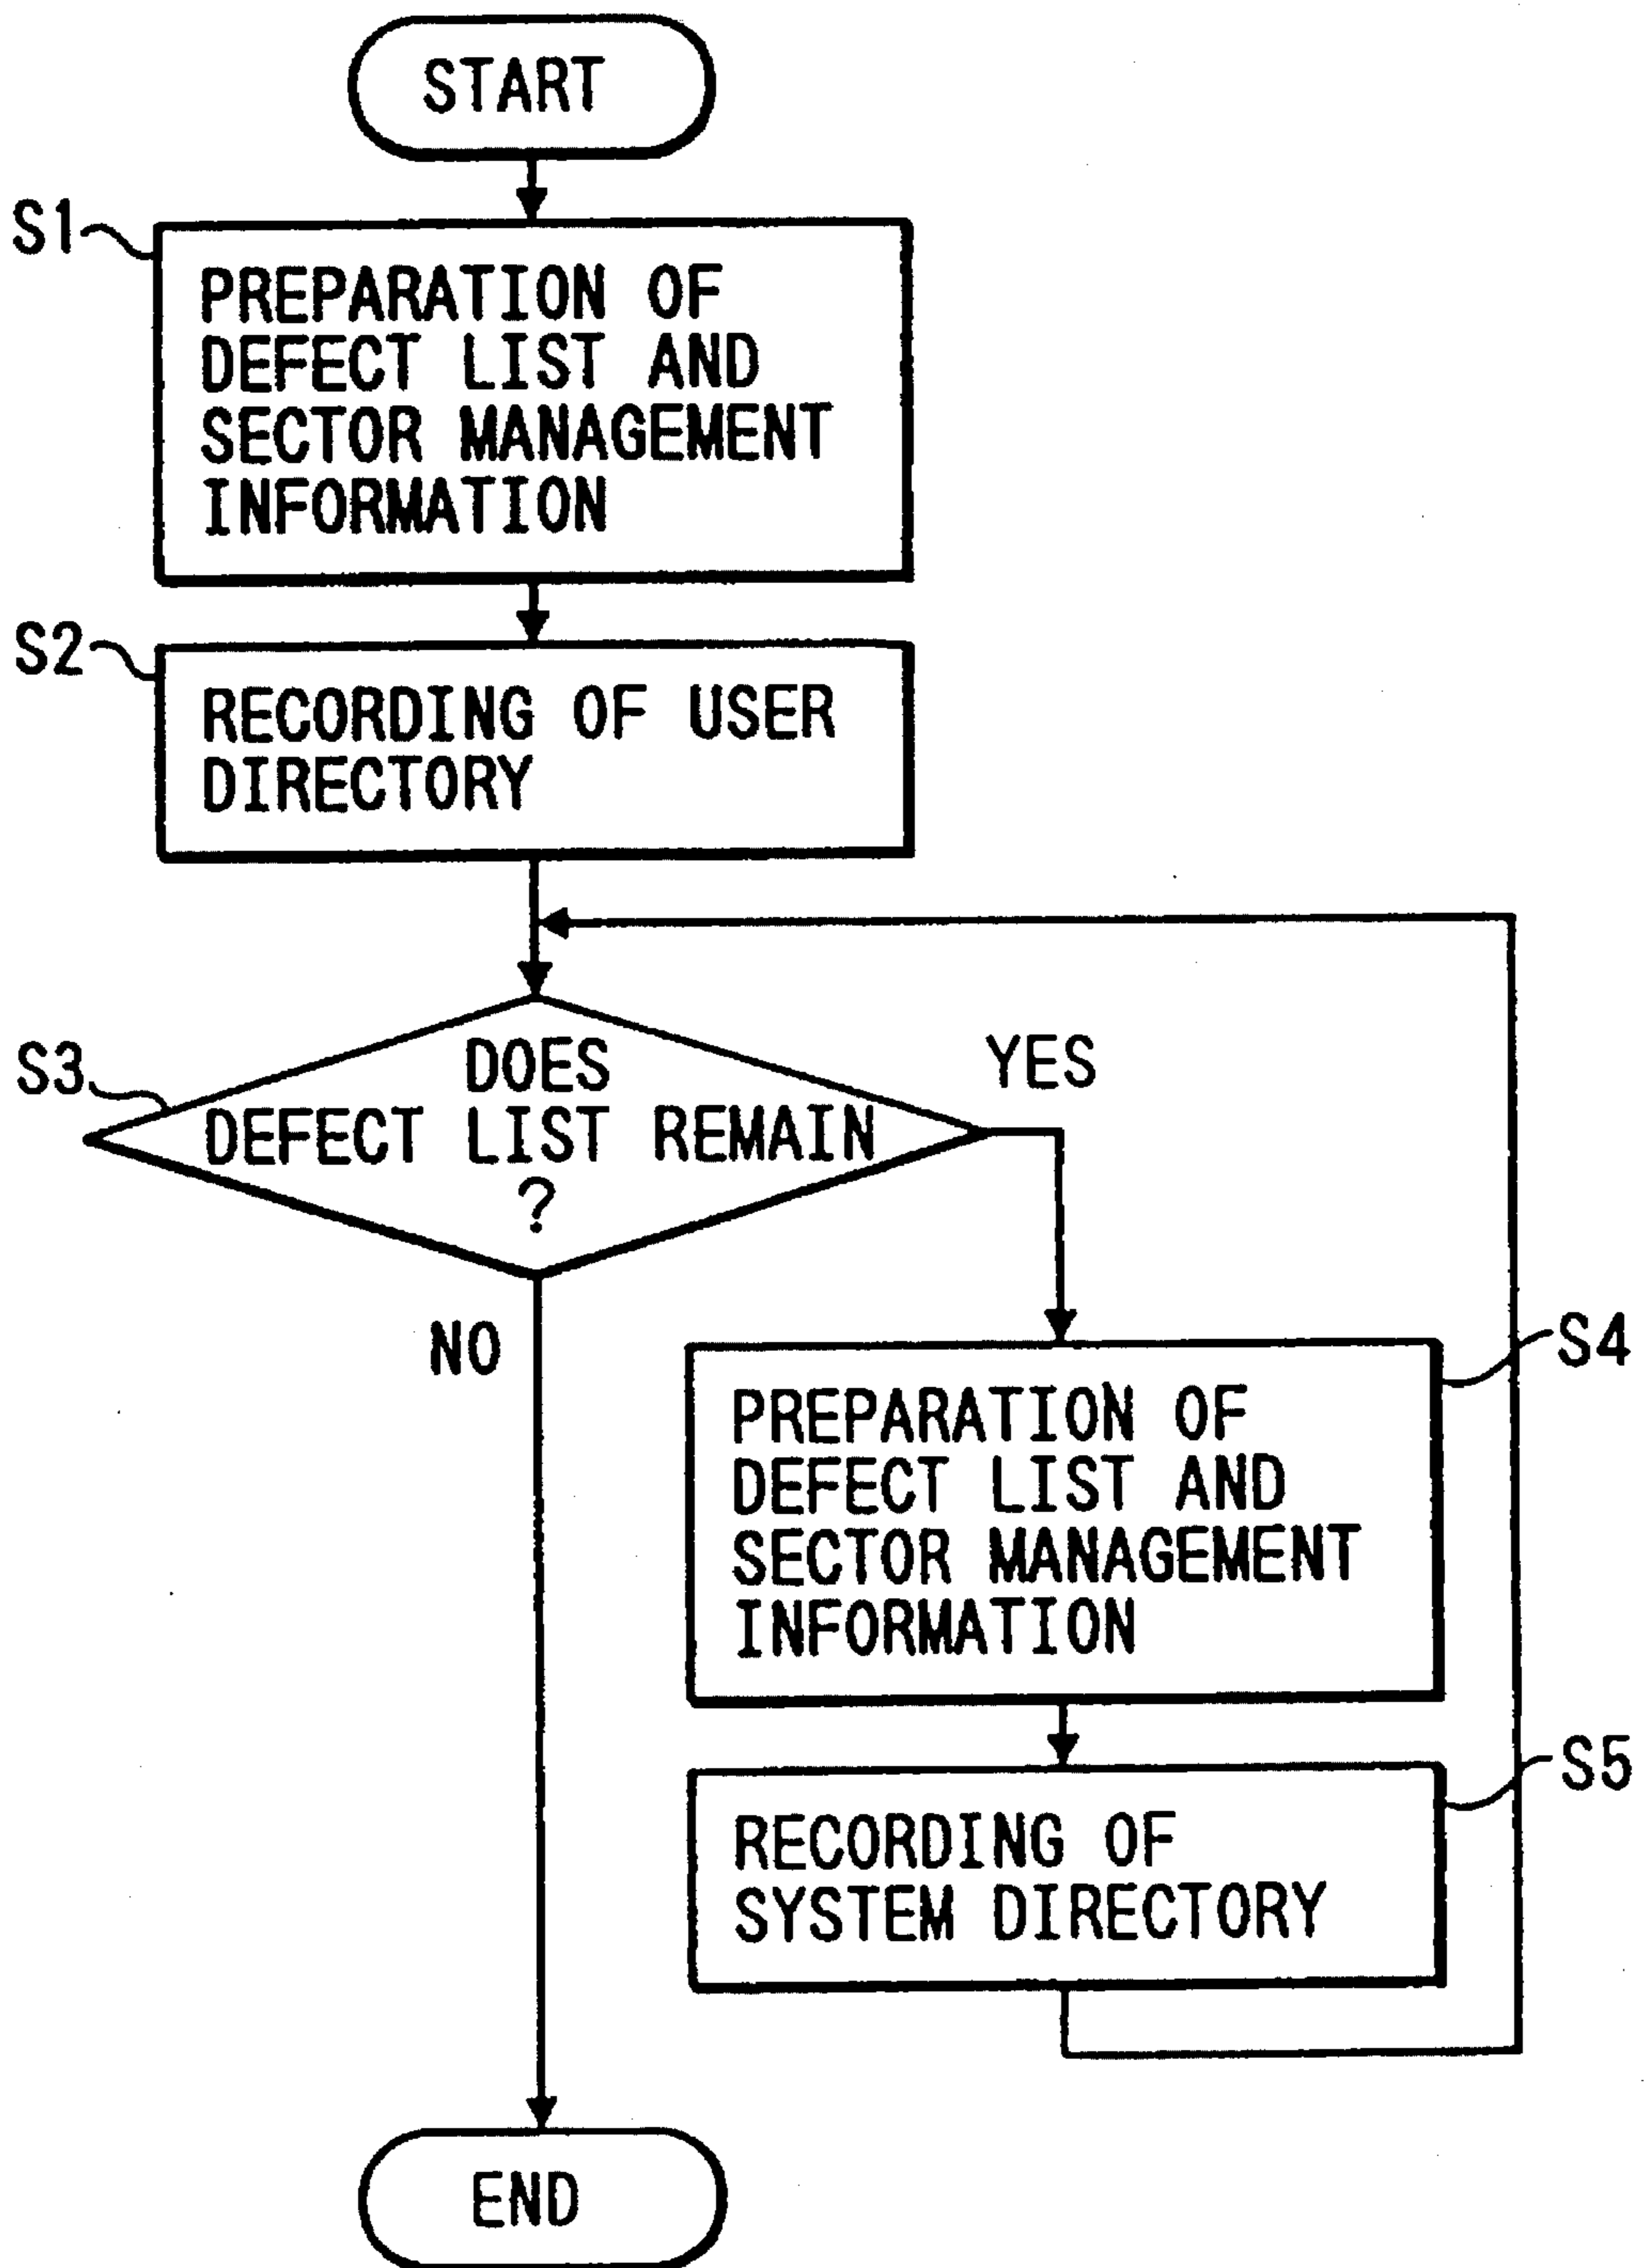 START
S1
PREPARATION OF
DEFECT LIST AND
SECTOR MANAGEMENT
INFORMATION
S2
RECORDING OF USER
DIRECTORY
S3
DOES
DEFECT LIST REMAIN
?
YES
NO
S4
PREPARATION OF
DEFECT LIST AND
SECTOR MANAGEMENT
INFORMATION
S5
RECORDING OF
SYSTEM DIRECTORY
END